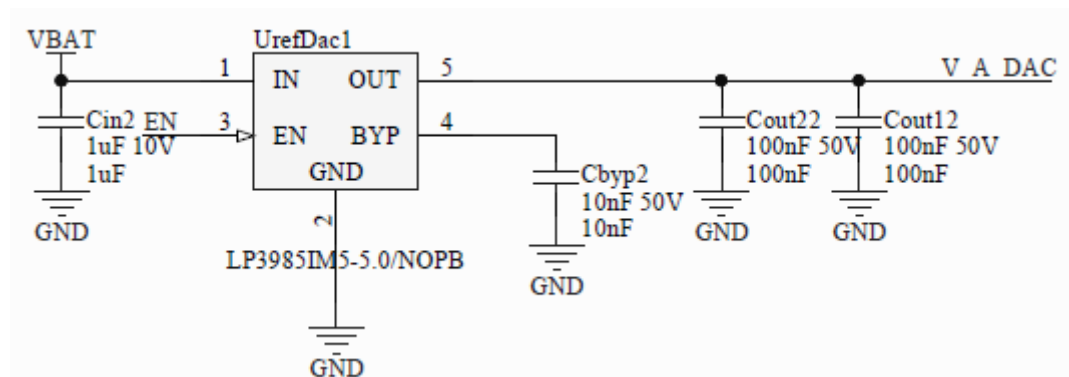 VBAT
UrefDac1
1
IN
OUT
5
V_A_DAC
Cin2
1uF 10V
1uF
EN
3
EN
BYP
4
GND
2
Cout22
100nF 50V
100nF
Cout12
100nF 50V
100nF
Cbyp2
10nF 50V
10nF
GND
GND
GND
LP3985IM5-5.0/NOPB
GND
GND